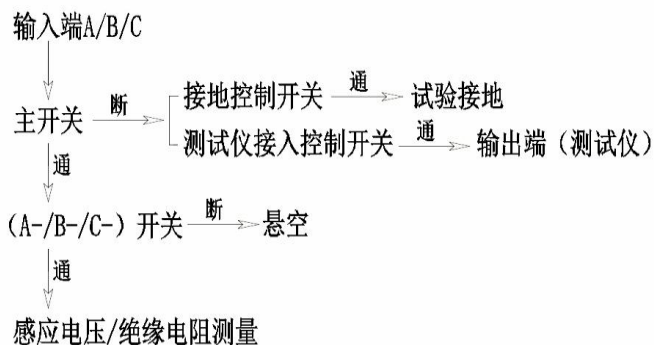 输入端A/B/C
接地控制开关 通 试验接地
主开关 断
测试仪接入控制开关 通 输出端（测试仪）
通
（A-/B-/C-）开关 断 悬空
通
感应电压/绝缘电阻测量